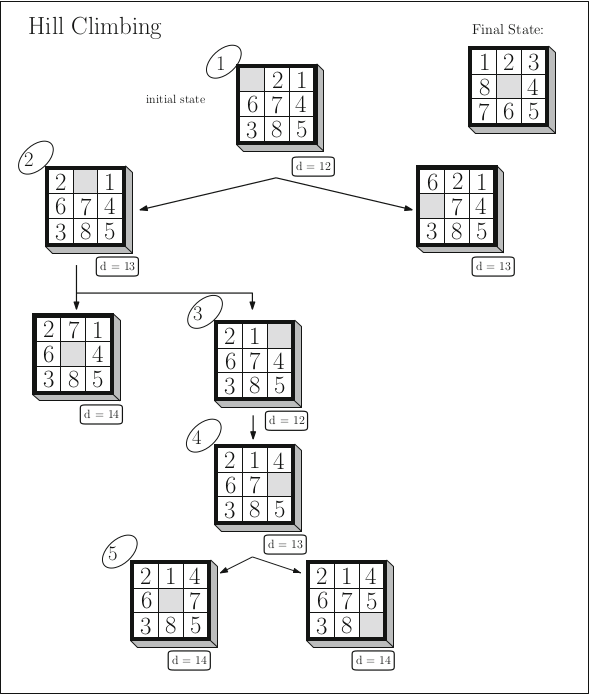 Hill Climbing
Final State:
1
2 1
6 7 4
3 8 5
1 2 3
8 4
7 6 5
initial state
d = 12
2
2 1
6 7 4
3 8 5
6 2 1
7 4
3 8 5
d = 13
d = 13
2 7 1
6 4
3 8 5
3
2 1
6 7 4
3 8 5
d = 14
d = 12
4
2 1 4
6 7
3 8 5
d = 13
5
2 1 4
6 7
3 8 5
2 1 4
6 7 5
3 8
d = 14
d = 14